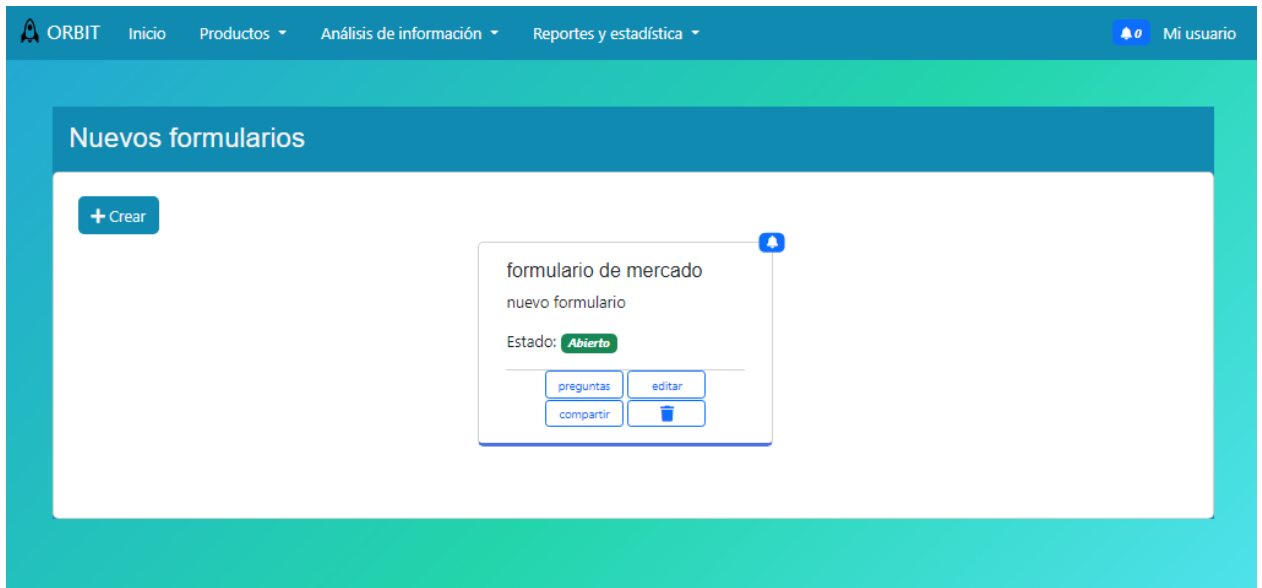 ORBIT Inicio Productos Análisis de información Reportes y estadística 0 Mi usuario
Nuevos formularios
Crear
formulario de mercado
nuevo formulario
Estado: Abierto
preguntas editar
compartir